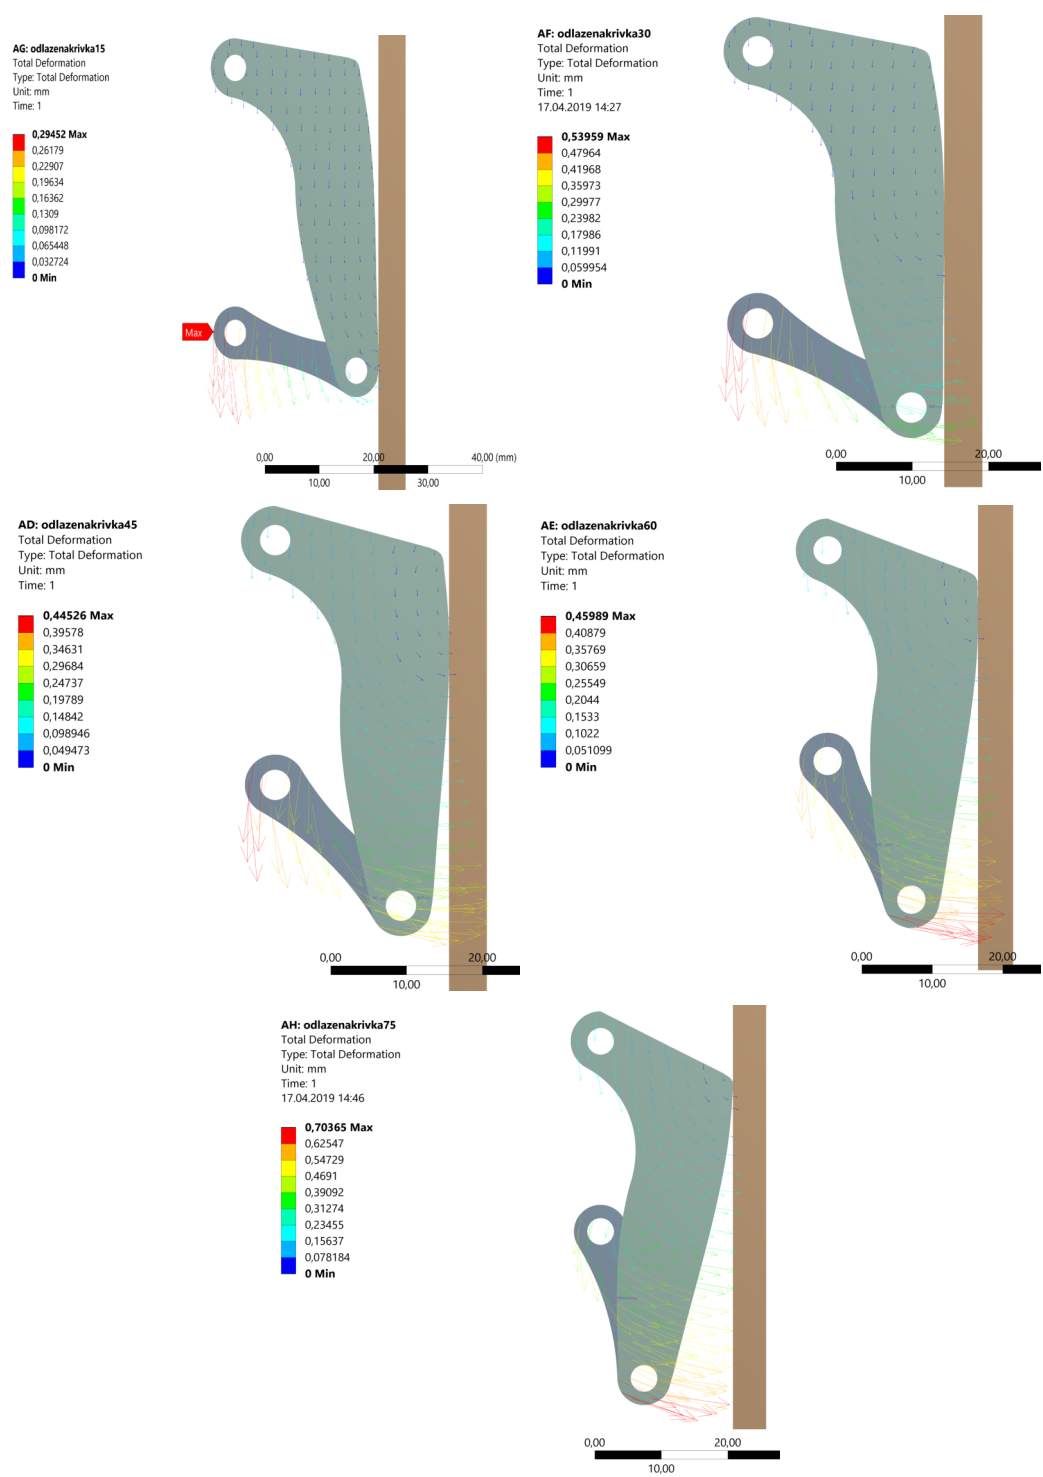 AG: odlazenakrivka15
Total Deformation
Type: Total Deformation
Unit: mm
Time: 1
0,29452 Max
0,26179
0,22907
0,19634
0,16362
0,1309
0,098172
0,065448
0,032724
0 Min
Max
0,00
20,00
40,00 (mm)
10,00
30,00
AF: odlazenakrivka30
Total Deformation
Type: Total Deformation
Unit: mm
Time: 1
17.04.2019 14:27
0,53959 Max
0,47964
0,41968
0,35973
0,29977
0,23982
0,17986
0,11991
0,059954
0 Min
0,00
20,00
10,00
AD: odlazenakrivka45
Total Deformation
Type: Total Deformation
Unit: mm
Time: 1
0,44526 Max
0,39578
0,34631
0,29684
0,24737
0,19789
0,14842
0,098946
0,049473
0 Min
0,00
20,00
10,00
AE: odlazenakrivka60
Total Deformation
Type: Total Deformation
Unit: mm
Time: 1
0,45989 Max
0,40879
0,35769
0,30659
0,25549
0,2044
0,1533
0,1022
0,051099
0 Min
0,00
20,00
10,00
AH: odlazenakrivka75
Total Deformation
Type: Total Deformation
Unit: mm
Time: 1
17.04.2019 14:46
0,70365 Max
0,62547
0,54729
0,4691
0,39092
0,31274
0,23455
0,15637
0,078184
0 Min
0,00
20,00
10,00